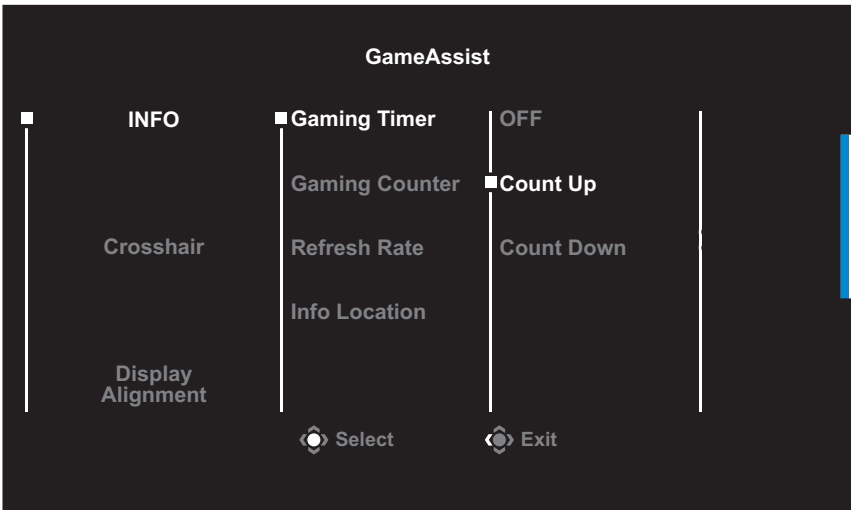 GameAssist
INFO
Gaming Timer
OFF
Gaming Counter
Count Up
Crosshair
Refresh Rate
Count Down
Info Location
Display
Alignment
Select
Exit